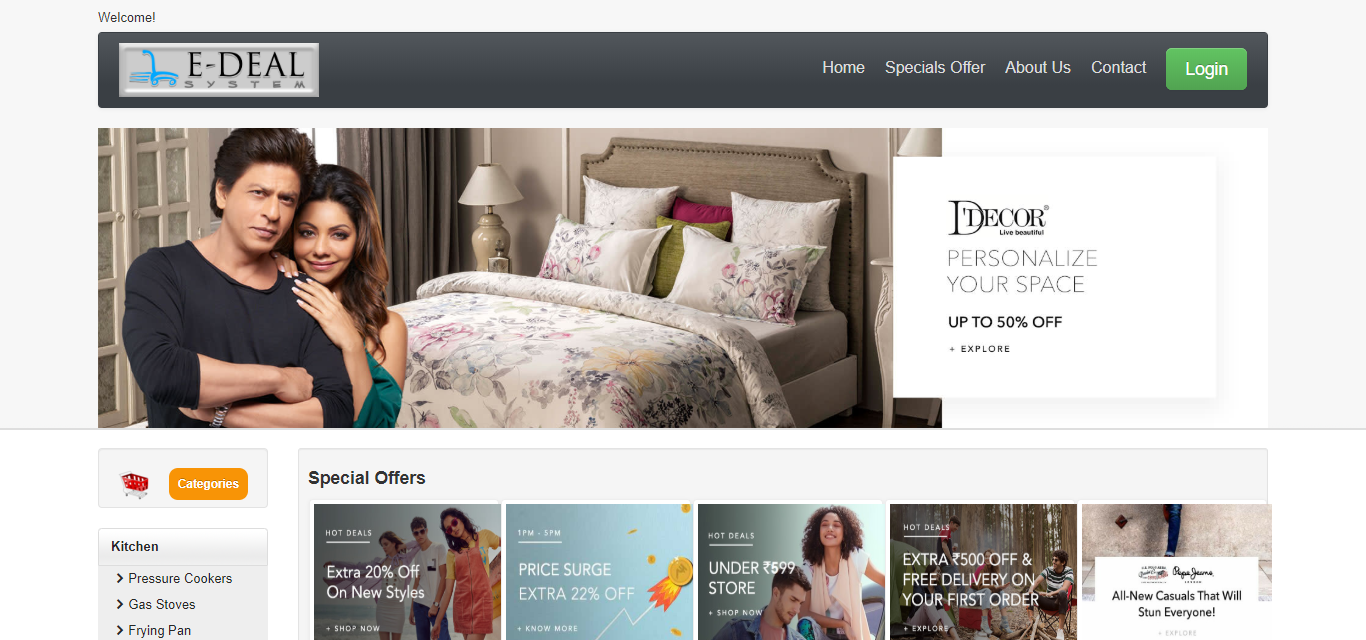 Welcome!
E-DEAL
SYSTEM
Home
Specials Offer
About Us
Contact
Login
D'DECOR®
Live beautiful
PERSONALIZE
YOUR SPACE
UP TO 50% OFF
+ EXPLORE
Categories
Special Offers
HOT DEALS
Extra 20% Off
On New Styles
+ SHOP NOW
1PM - 5PM
PRICE SURGE
EXTRA 22% OFF
+ KNOW MORE
HOT DEALS
UNDER ₹599
STORE
+ SHOP NOW
HOT DEALS
EXTRA ₹500 OFF &
FREE DELIVERY ON
YOUR FIRST ORDER
+ EXPLORE
Pepe Jeans
LONDON
All-New Casuals That Will
Stun Everyone!
+ EXPLORE
Kitchen
Pressure Cookers
Gas Stoves
Frying Pan